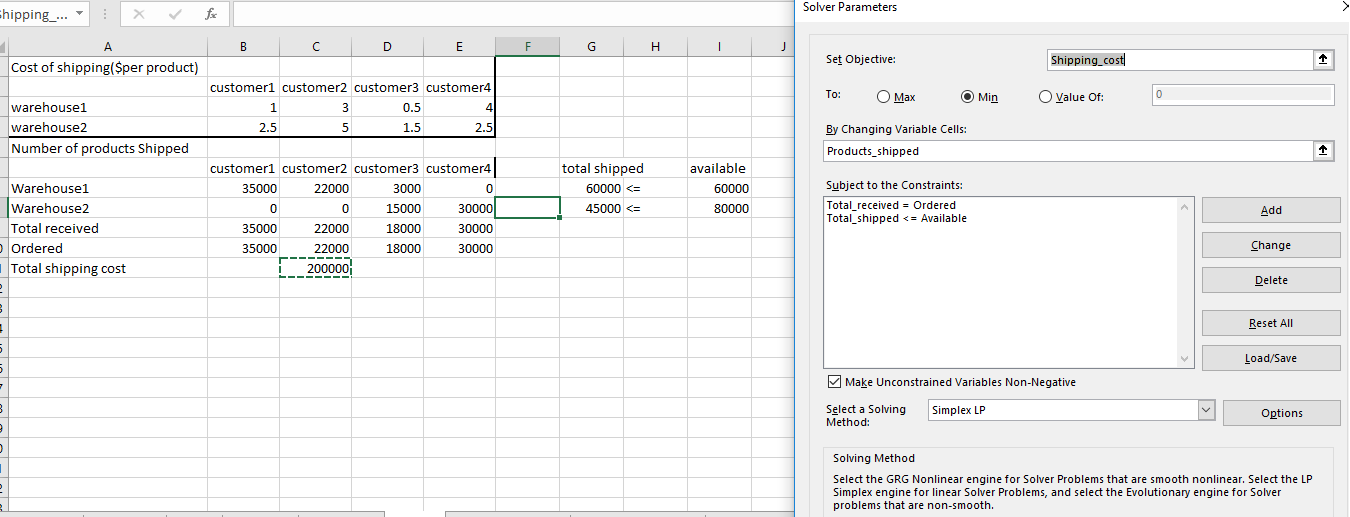 Shipping_... fx
A B C D E F G H I J
Cost of shipping($per product)
customer1 customer2 customer3 customer4
warehouse1 1 3 0.5 4
warehouse2 2.5 5 1.5 2.5
Number of products Shipped
customer1 customer2 customer3 customer4 total shipped available
Warehouse1 35000 22000 3000 0 60000 <= 60000
Warehouse2 0 0 15000 30000 45000 <= 80000
Total received 35000 22000 18000 30000
Ordered 35000 22000 18000 30000
Total shipping cost 200000
Solver Parameters
Set Objective: Shipping_cost
To: Max Min Value Of: 0
By Changing Variable Cells:
Products_shipped
Subject to the Constraints:
Total_received = Ordered
Total_shipped <= Available
Add
Change
Delete
Reset All
Load/Save
Make Unconstrained Variables Non-Negative
Select a Solving
Method:
Simplex LP
Options
Solving Method
Select the GRG Nonlinear engine for Solver Problems that are smooth nonlinear. Select the LP
Simplex engine for linear Solver Problems, and select the Evolutionary engine for Solver
problems that are non-smooth.